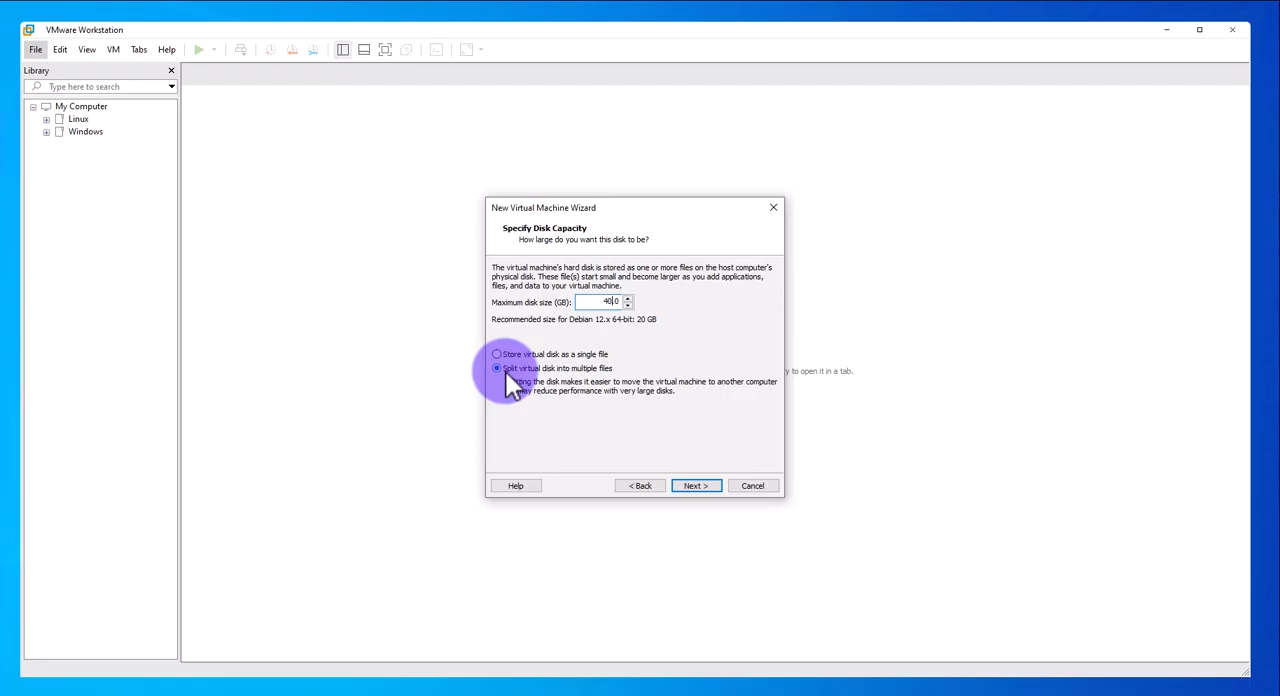 VMware Workstation
File Edit View VM Tabs Help
Library
Type here to search
My Computer
Linux
Windows
New Virtual Machine Wizard
Specify Disk Capacity
How large do you want this disk to be?
The virtual machine's hard disk is stored as one or more files on the host computer's
physical disk. These file(s) start small and become larger as you add applications,
files, and data to your virtual machine.
Maximum disk size (GB): 40.0
Recommended size for Debian 12.x 64-bit: 20 GB
Store virtual disk as a single file
Split virtual disk into multiple files
the disk makes it easier to move the virtual machine to another computer
may reduce performance with very large disks.
to open it in a tab.
Help < Back Next > Cancel